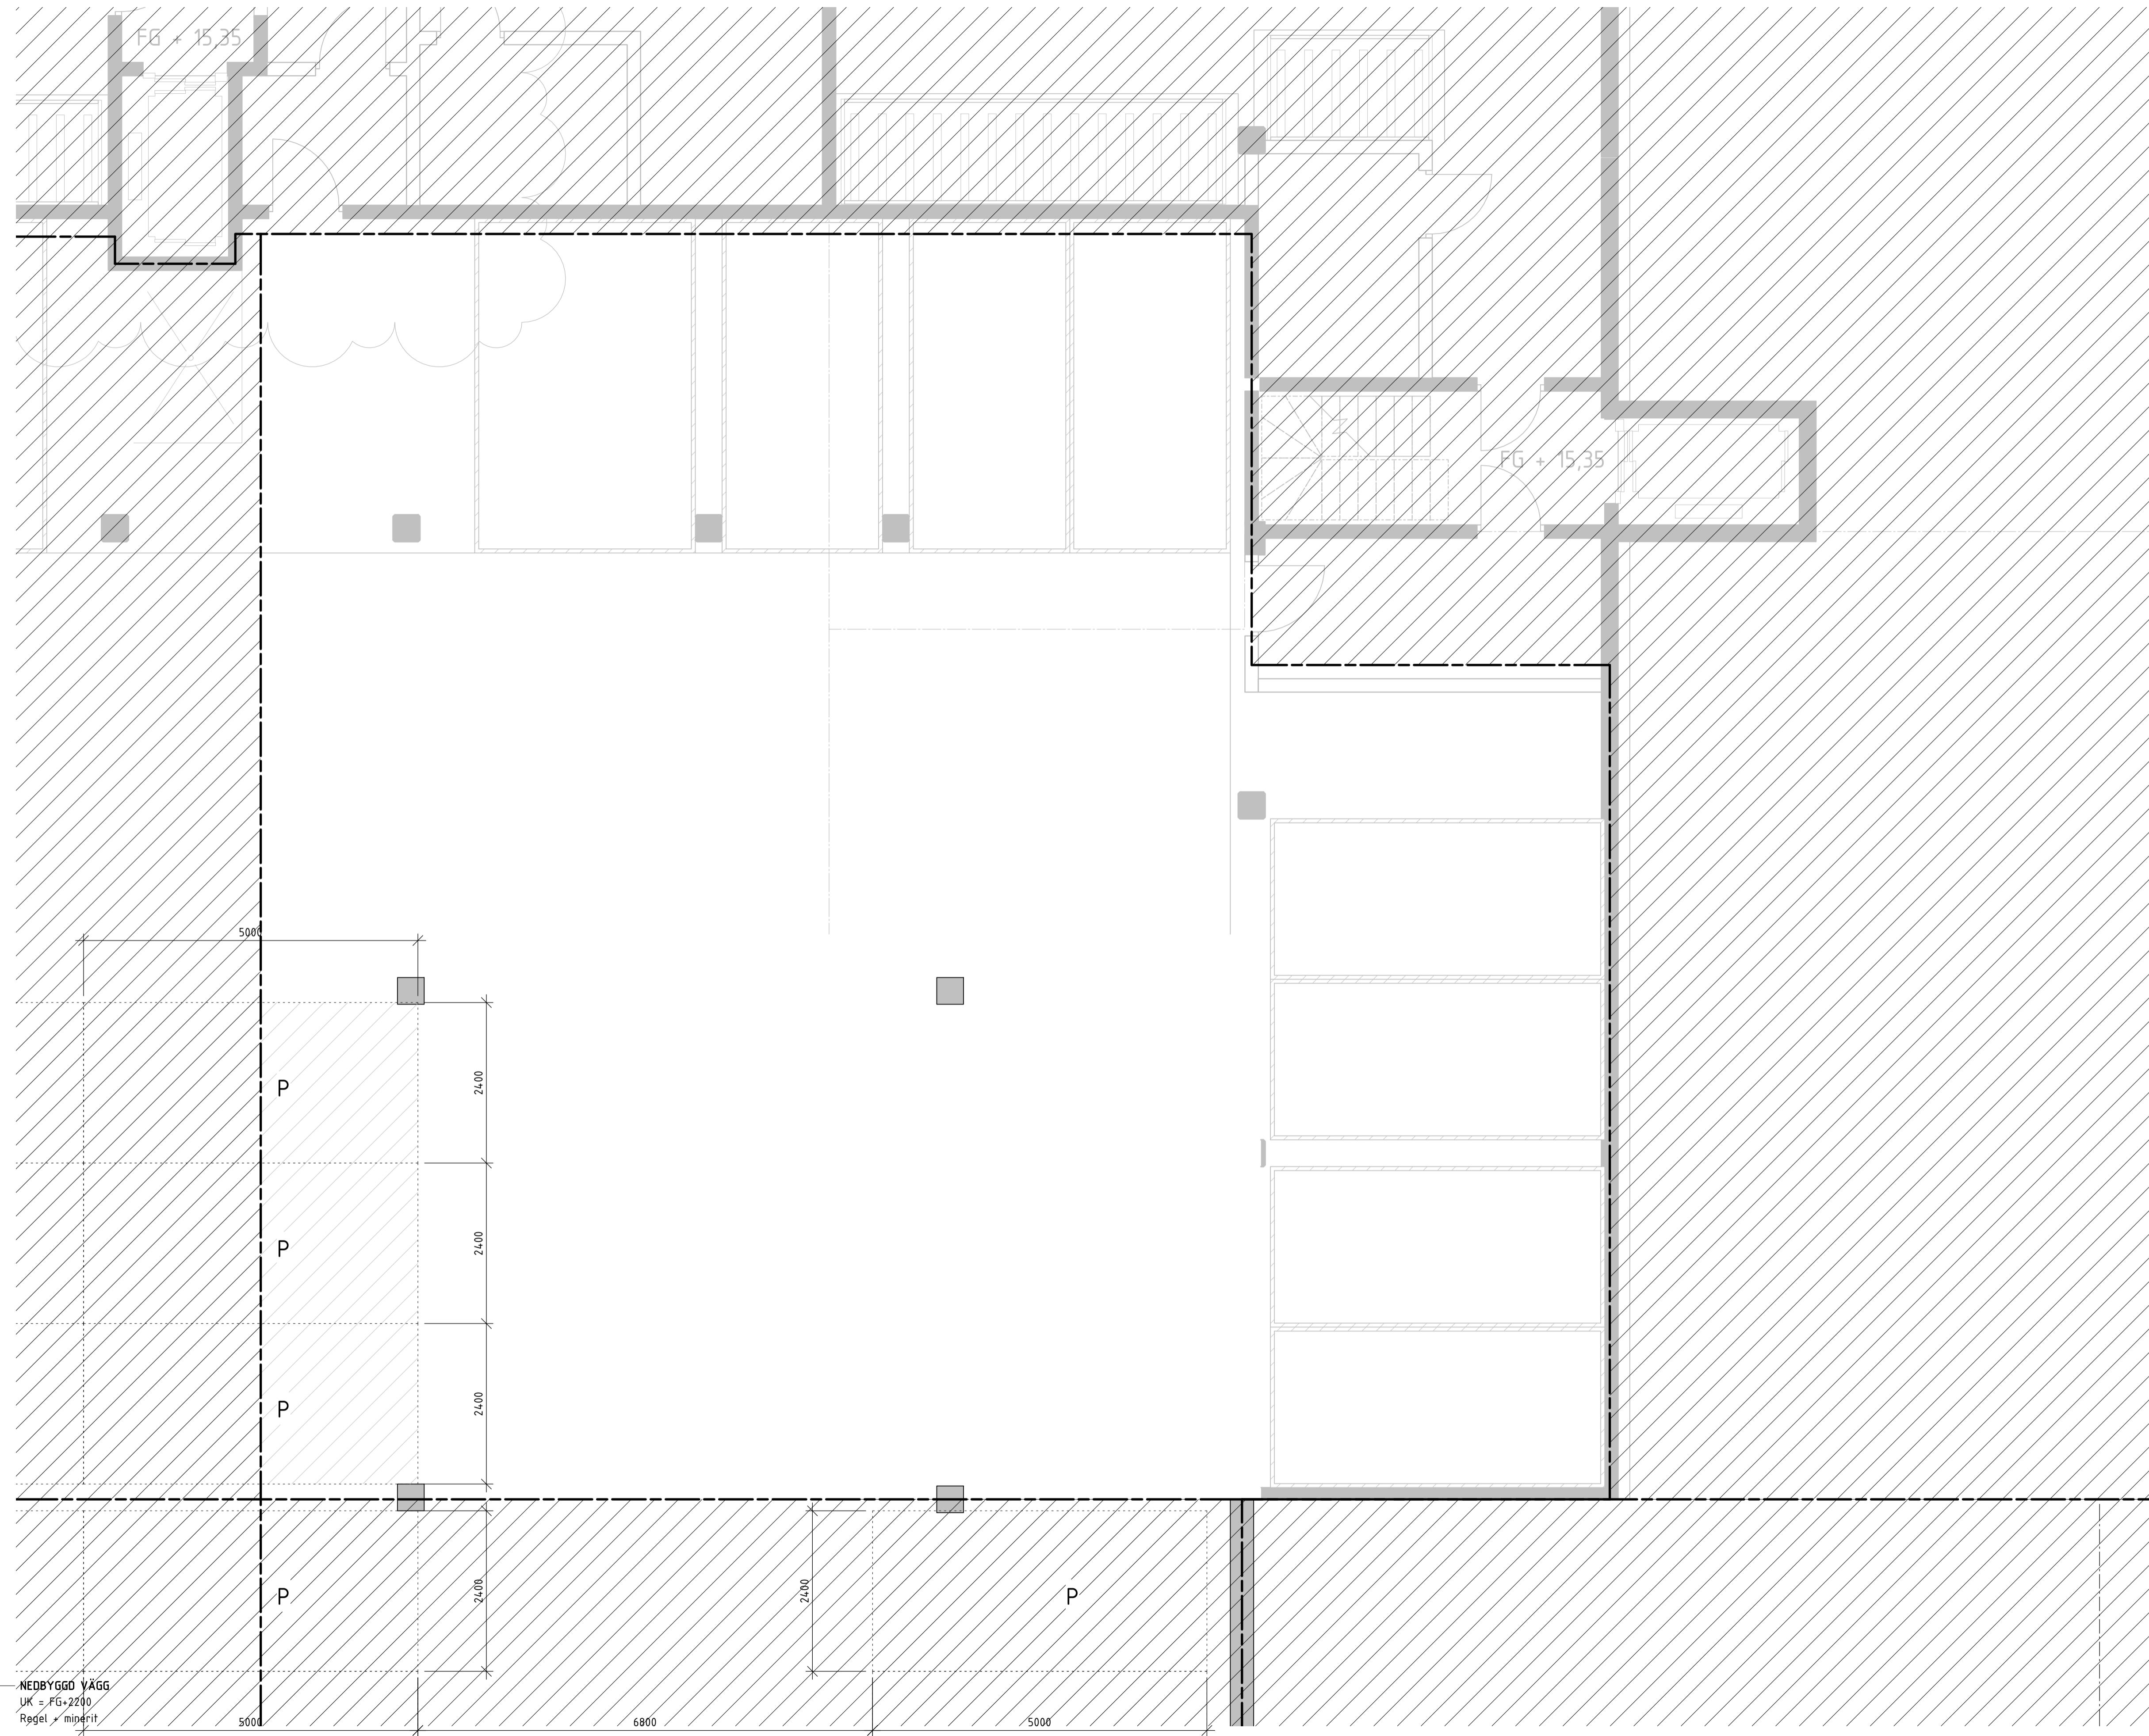 FG + 15,35
FG + 15,35
5000
P
2400
P
2400
P
2400
P
2400
2400
P
NEDBYGGD VÄGG
UK = FG+2200
Regel + minerit
5000
6800
5000